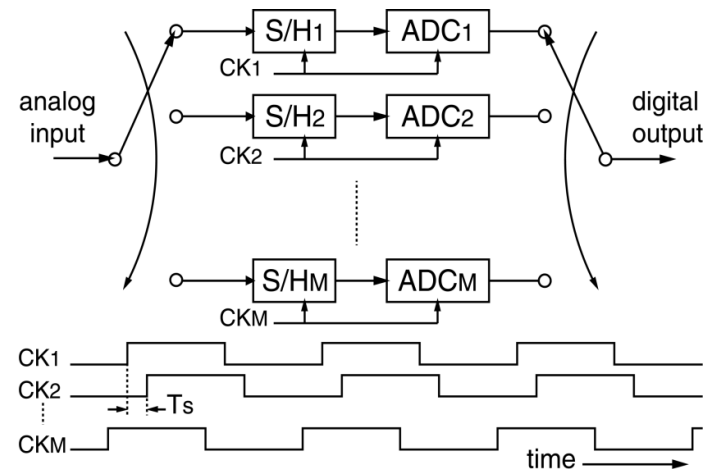 S/H1 ADC1
CK1
analog input
S/H2 ADC2
CK2
digital output
S/HM ADCM
CKM
CK1
CK2
Ts
CKM
time